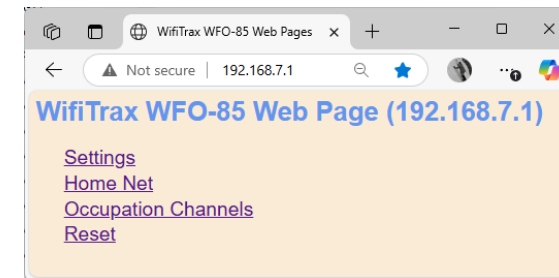 WifiTrax WFO-85 Web Pages
Not secure 192.168.7.1
WifiTrax WFO-85 Web Page (192.168.7.1)
Settings
Home Net
Occupation Channels
Reset